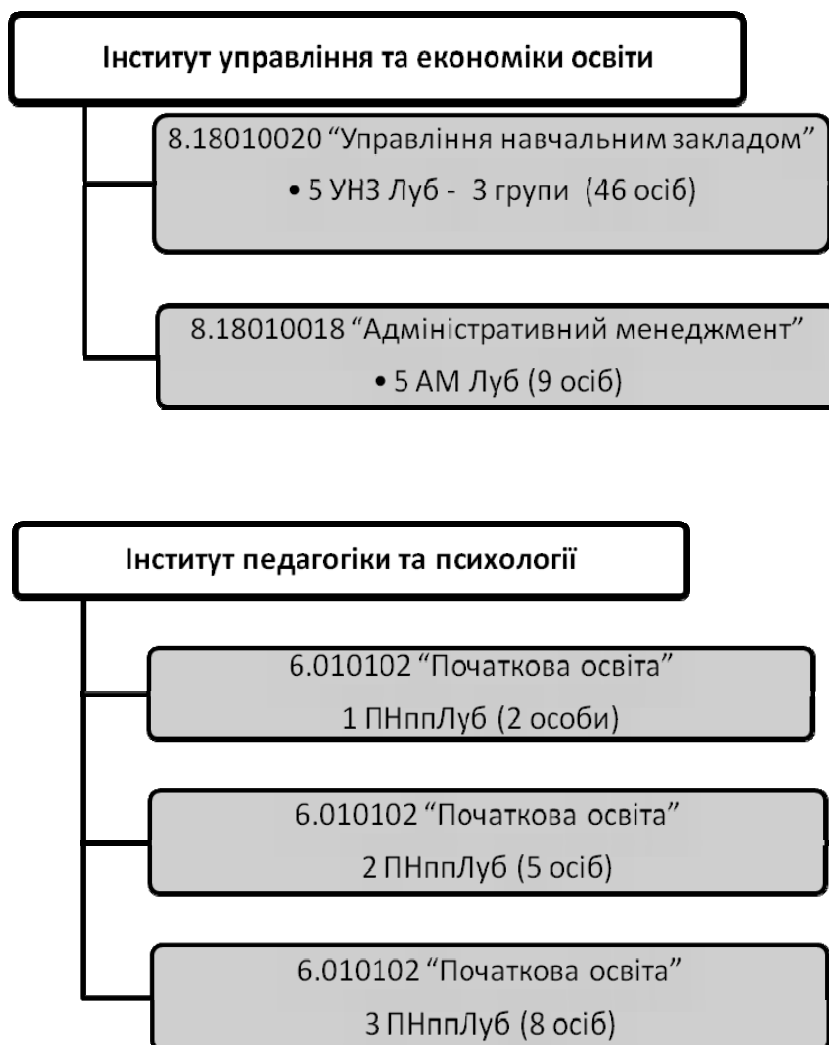 Інститут управління та економіки освіти
8.18010020 “Управління навчальним закладом”
• 5 УНЗ Луб - 3 групи (46 осіб)
8.18010018 “Адміністративний менеджмент”
• 5 АМ Луб (9 осіб)
Інститут педагогіки та психології
6.010102 “Початкова освіта”
1 ПНппЛуб (2 особи)
6.010102 “Початкова освіта”
2 ПНппЛуб (5 осіб)
6.010102 “Початкова освіта”
3 ПНппЛуб (8 осіб)